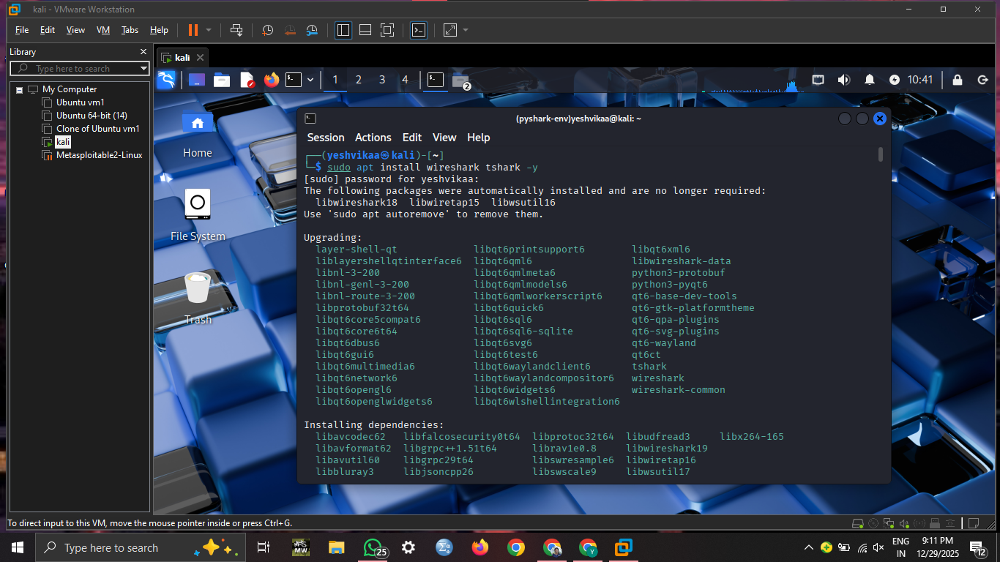 kali - VMware Workstation
File Edit View VM Tabs Help
Library
Type here to search
kali
My Computer
Ubuntu vm1
Ubuntu 64-bit (14)
Clone of Ubuntu vm1
kali
Metasploitable2-Linux
1 2 3 4
2
10:41
Home
File System
Trash
(pyshark-env)yeshvikaa@kali: ~
Session Actions Edit View Help
┌──(yeshvikaa㉿kali)-[~]
└─$ sudo apt install wireshark tshark -y
[sudo] password for yeshvikaa:
The following packages were automatically installed and are no longer required:
libwireshark18 libwiretap15 libwsutil16
Use 'sudo apt autoremove' to remove them.
Upgrading:
layer-shell-qt libqt6printsupport6 libqt6xml6
liblayershellqtinterface6 libqt6qml6 libwireshark-data
libnl-3-200 libqt6qmlmeta6 python3-protobuf
libnl-genl-3-200 libqt6qmlmodels6 python3-pyqt6
libnl-route-3-200 libqt6qmlworkerscript6 qt6-base-dev-tools
libprotobuf32t64 libqt6quick6 qt6-gtk-platformtheme
libqt6core5compat6 libqt6sql6 qt6-qpa-plugins
libqt6core6t64 libqt6sql6-sqlite qt6-svg-plugins
libqt6dbus6 libqt6svg6 qt6-wayland
libqt6gui6 libqt6test6 qt6ct
libqt6multimedia6 libqt6waylandclient6 tshark
libqt6network6 libqt6waylandcompositor6 wireshark
libqt6opengl6 libqt6widgets6 wireshark-common
libqt6openglwidgets6 libqt6wlshellintegration6
Installing dependencies:
libavcodec62 libfalcosecurity0t64 libprotoc32t64 libudfread3 libx264-165
libavformat62 libgrpc++1.51t64 librav1e0.8 libwireshark19
libavutil60 libgrpc29t64 libswresample6 libwiretap16
libbluray3 libjsoncpp26 libswscale9 libwsutil17
To direct input to this VM, move the mouse pointer inside or press Ctrl+G.
Type here to search
MW
25
ENG
IN
9:11 PM
12/29/2025
12